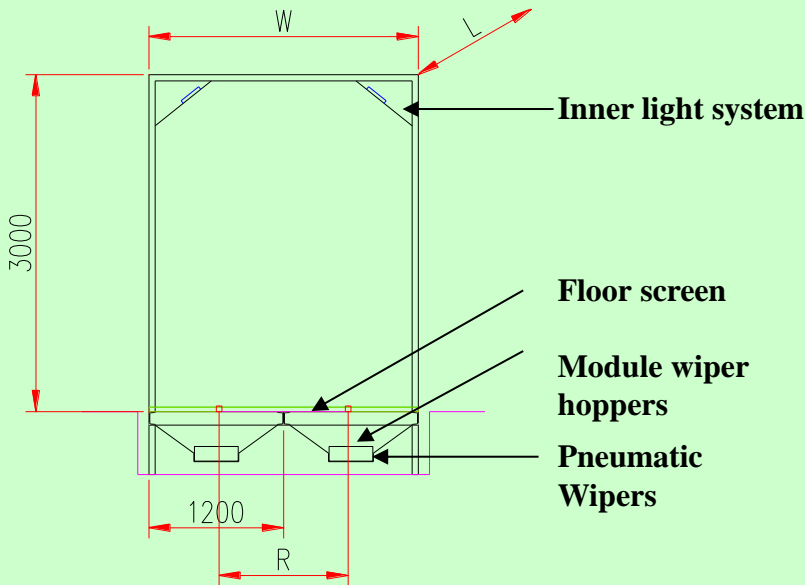 W
L
Inner light system
3000
Floor screen
Module wiper
hoppers
Pneumatic
Wipers
1200
R